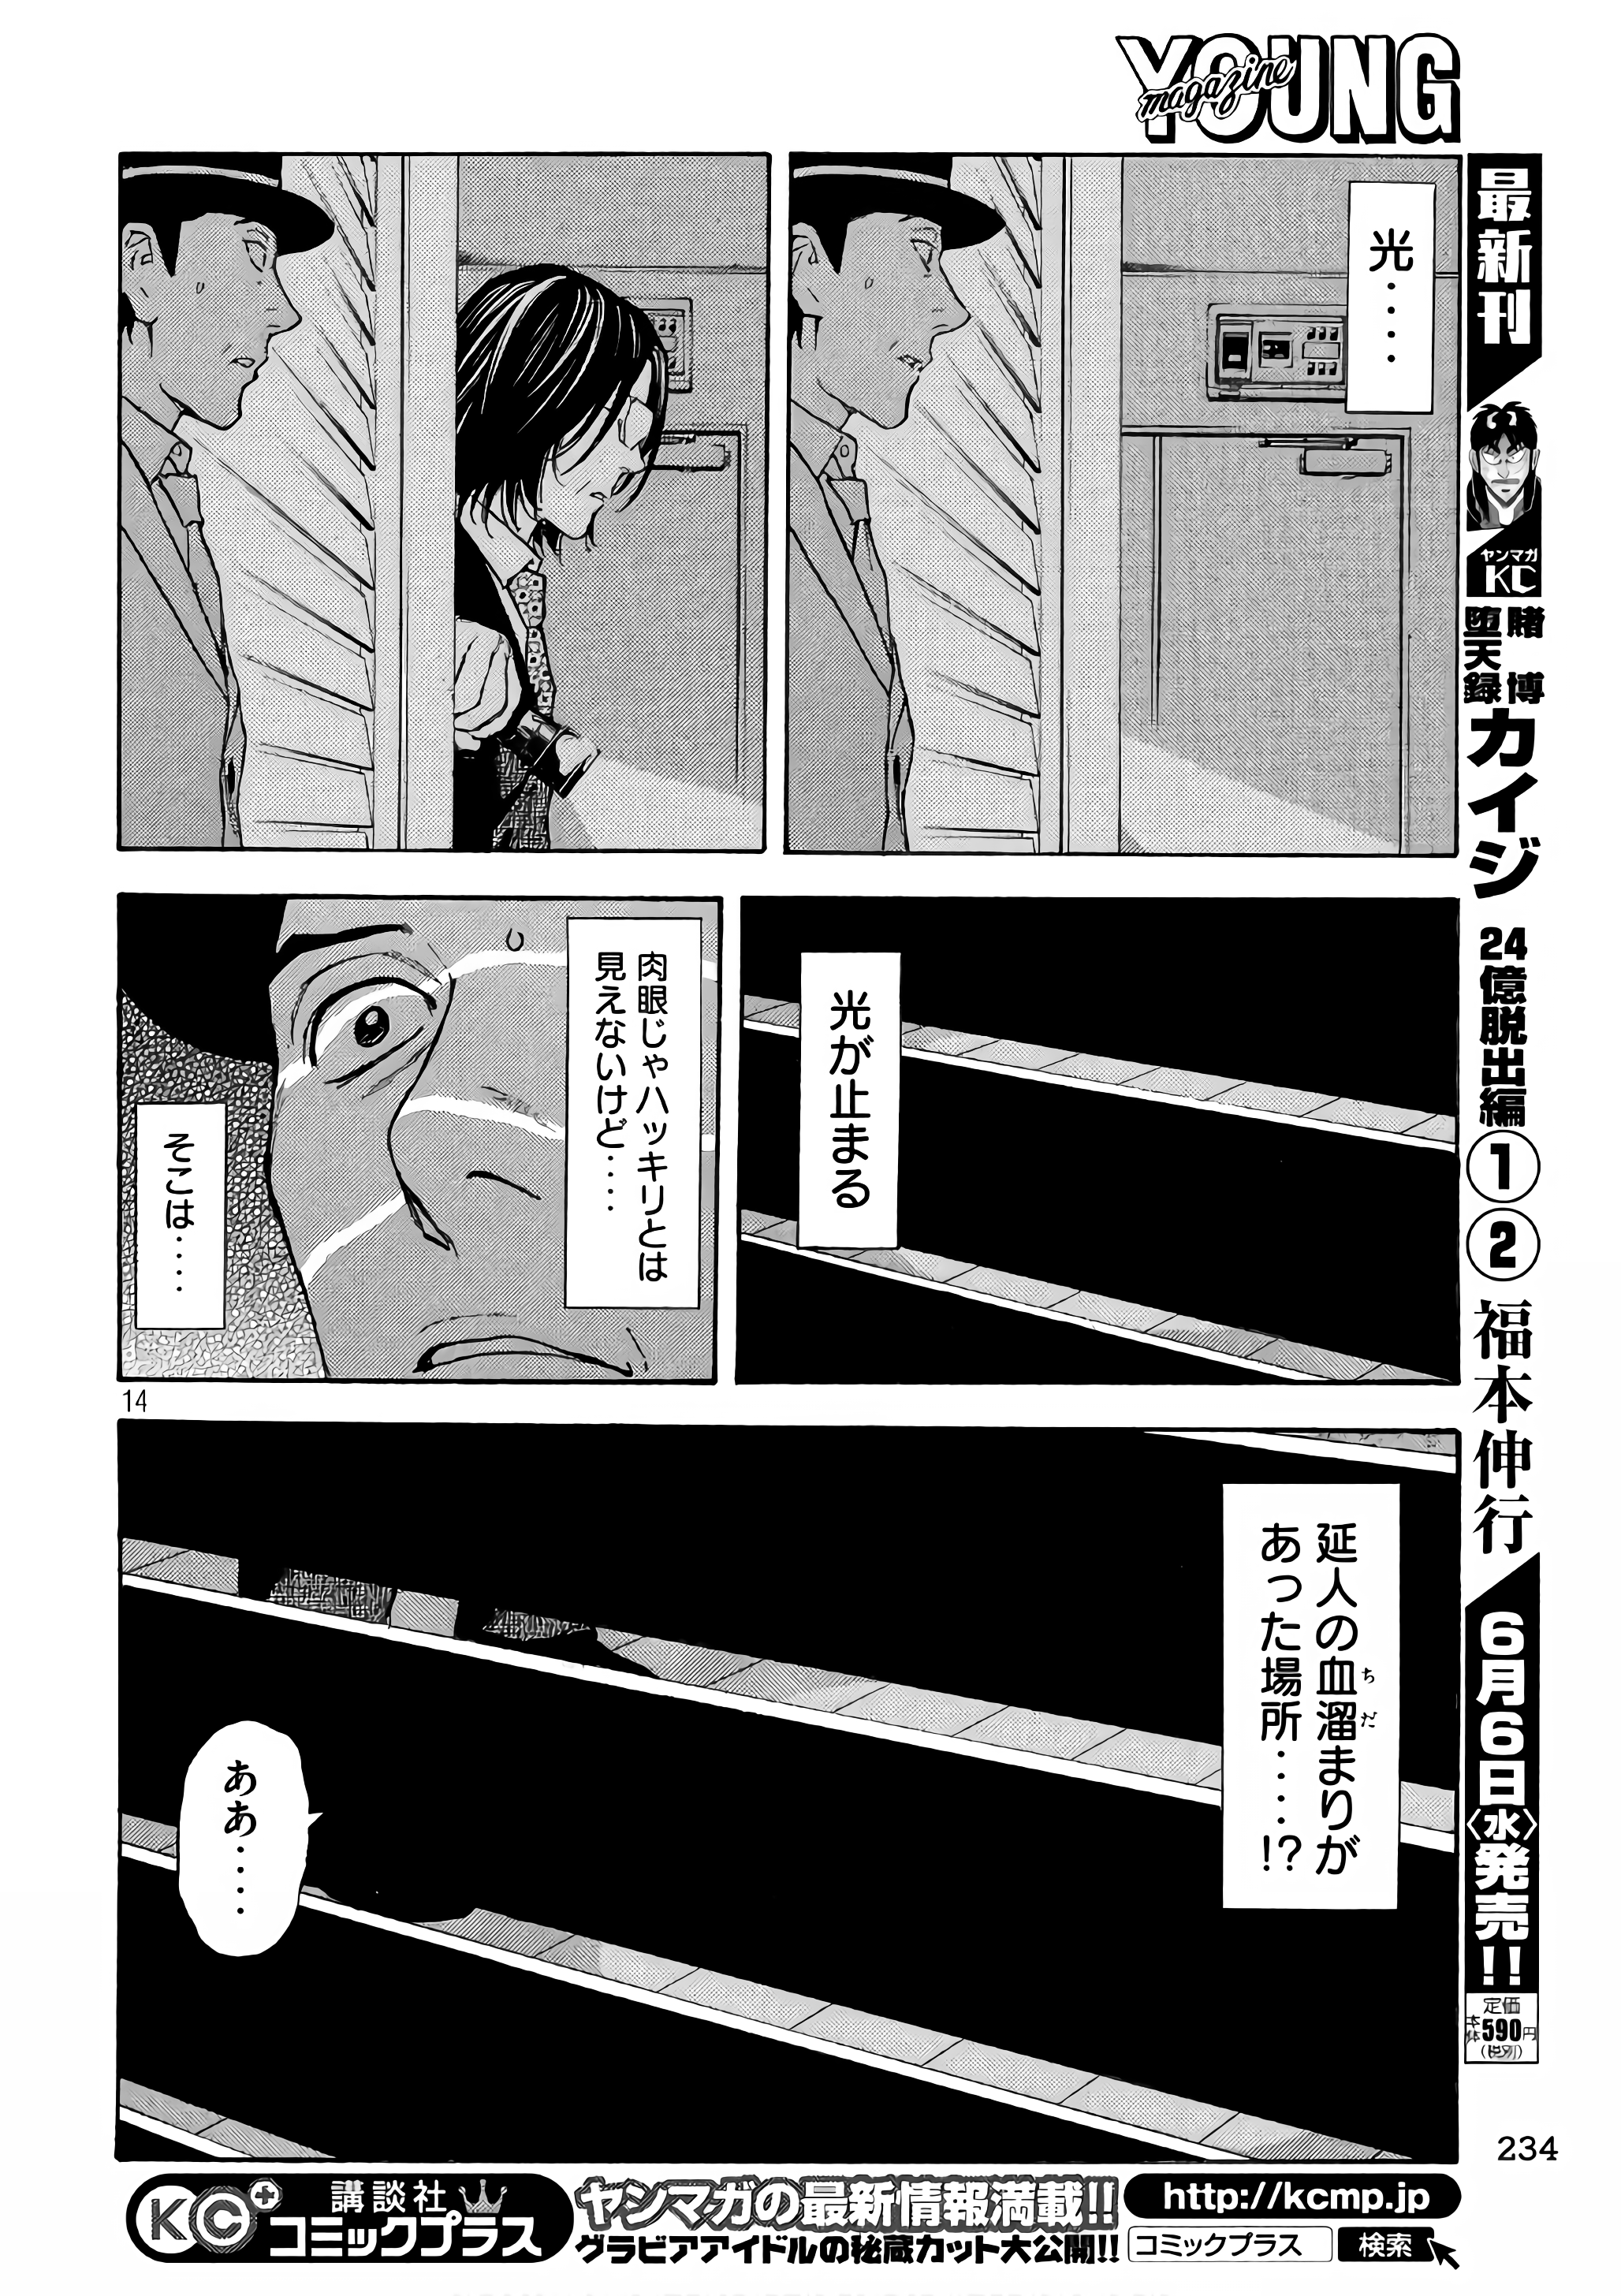 YOUNG
magazine
光‥‥
光が止まる
肉眼じゃハッキリとは
見えないけど‥‥
そこは‥‥
14
延人の血溜まりが
ちだ
あった場所‥‥!?
ああ‥‥
最新刊
ヤンマガ
KC
賭博
堕天録
カイジ
24億脱出編
①②
福本伸行
6月6日〈水〉発売!!
定価
本体590円
(税別)
234
KC+
講談社
コミックプラス
ヤンマガの最新情報満載!!
グラビアアイドルの秘蔵カット大公開!!
http://kcmp.jp
コミックプラス
検索